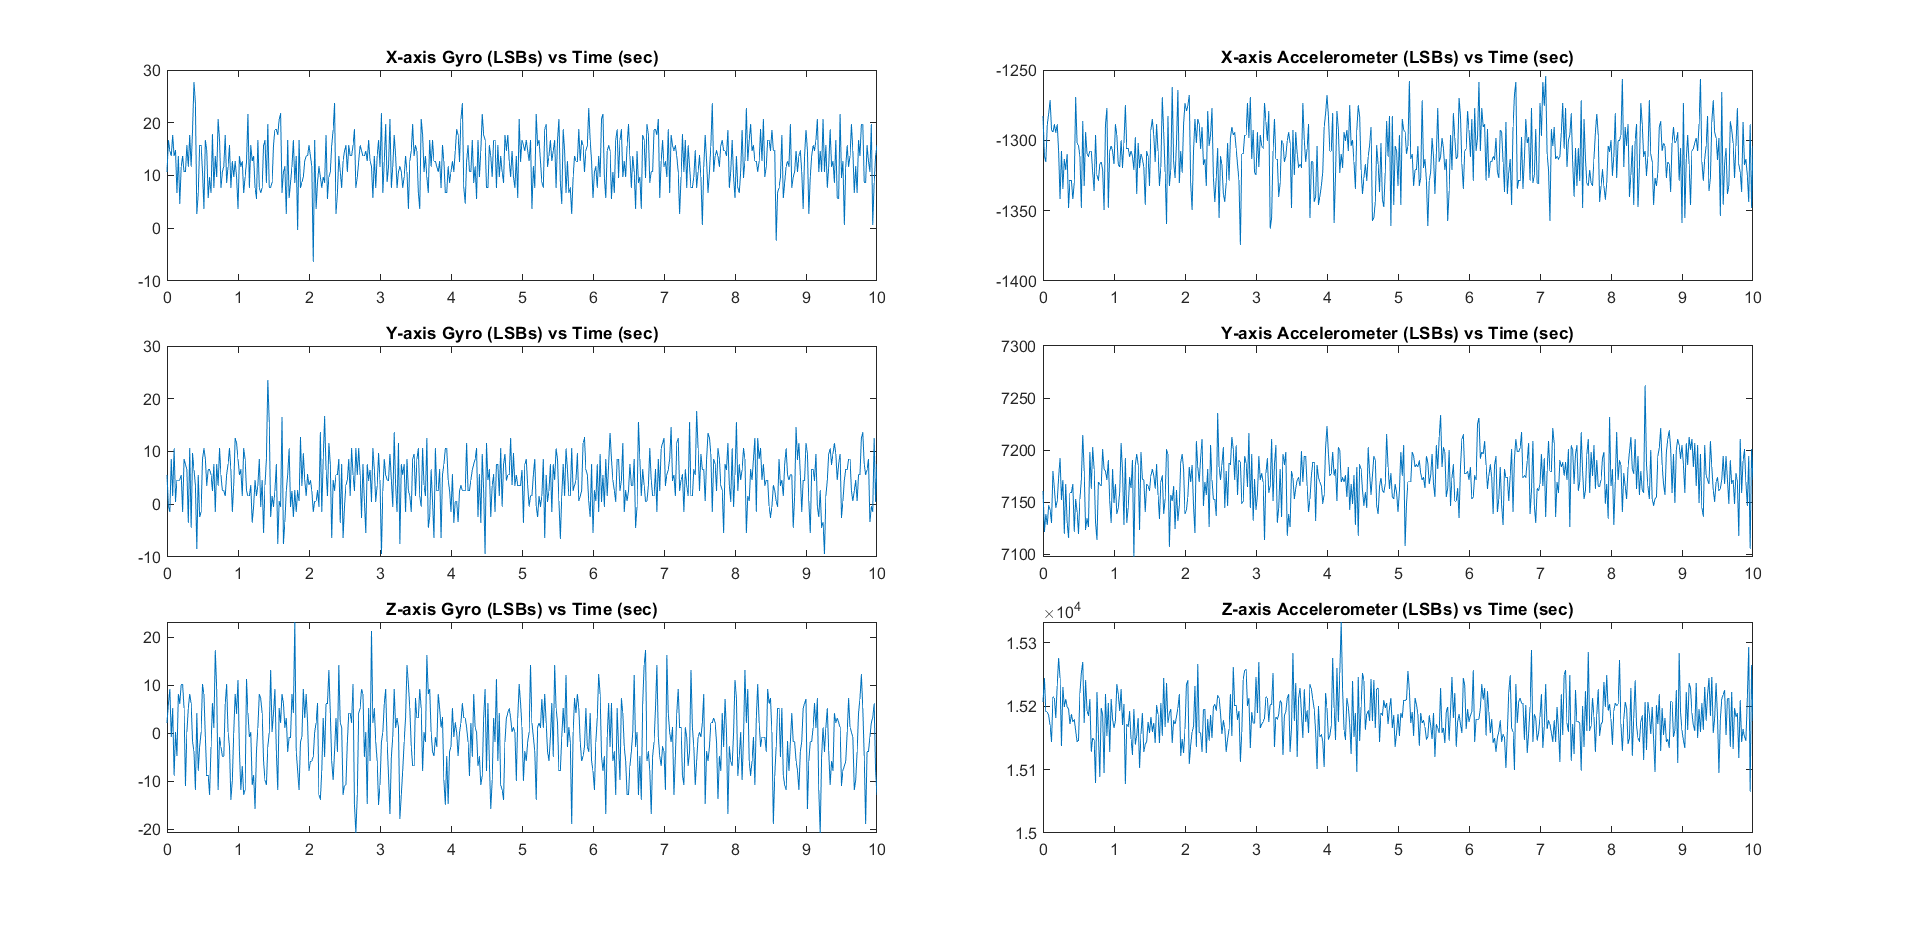 X-axis Gyro (LSBs) vs Time (sec)
30
20
10
0
-10
0 1 2 3 4 5 6 7 8 9 10
X-axis Accelerometer (LSBs) vs Time (sec)
-1250
-1300
-1350
-1400
0 1 2 3 4 5 6 7 8 9 10
Y-axis Gyro (LSBs) vs Time (sec)
30
20
10
0
-10
0 1 2 3 4 5 6 7 8 9 10
Y-axis Accelerometer (LSBs) vs Time (sec)
7300
7250
7200
7150
7100
0 1 2 3 4 5 6 7 8 9 10
Z-axis Gyro (LSBs) vs Time (sec)
20
10
0
-10
-20
0 1 2 3 4 5 6 7 8 9 10
Z-axis Accelerometer (LSBs) vs Time (sec)
×10⁴
1.53
1.52
1.51
1.5
0 1 2 3 4 5 6 7 8 9 10